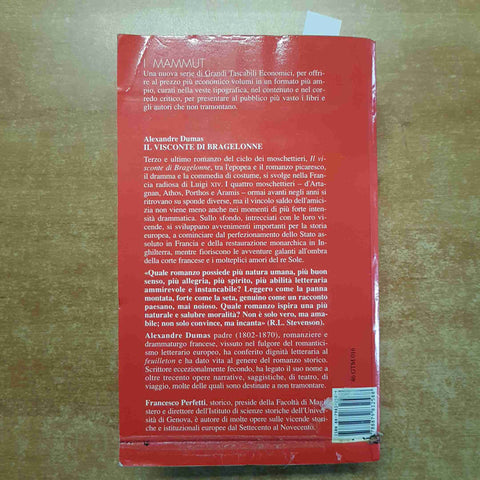 I MAMMUT
Una nuova serie di Grandi Tascabili Economici, per offri-
re al prezzo più economico volumi in un formato più am-
pio, curati nella veste tipografica, nel contenuto e nel cor-
redo critico, per presentare al pubblico più vasto i libri e
gli autori che non tramontano.
Alexandre Dumas
IL VISCONTE DI BRAGELONNE
Terzo e ultimo romanzo del ciclo dei moschettieri, Il vi-
sconte di Bragelonne, tra l'epopea e il romanzo picaresco,
il dramma e la commedia di costume, si svolge nella Fran-
cia radiosa di Luigi XIV. I quattro moschettieri – d'Arta-
gnan, Athos, Porthos e Aramis – ormai avanti negli anni si
ritrovano su sponde diverse, ma il vincolo saldo dell'amici-
zia non viene meno anche nei momenti di più forte inten-
sità drammatica. Sullo sfondo, intrecciati con le loro vi-
cende, si sviluppano avvenimenti importanti per la storia
europea, a cominciare dal perfezionamento dello Stato as-
soluto in Francia e della restaurazione monarchica in In-
ghilterra, mentre fioriscono le avventure galanti all'om-
bra della corte francese e i molteplici amori del re Sole.
«Quale romanzo possiede più natura umana, più buon
senso, più allegria, più spirito, più abilità letteraria
ammirevole e instancabile? Leggero come la panna
montata, forte come la seta, genuino come un racconto
paesano, mai noioso. Quale romanzo ispira una più
naturale e salubre moralità? Non è solo vero, ma ama-
bile; non solo convince, ma incanta» (R.L. Stevenson).
Alexandre Dumas padre (1802-1870), romanziere e
drammaturgo francese, vissuto nel fulgore del romantici-
smo letterario europeo, ha conferito dignità letteraria al
feuilleton e ha dato vita al genere del romanzo storico.
Scrittore eccezionalmente fecondo, ha legato il suo nome a
oltre trecento opere narrative, saggistiche, di teatro, di
viaggio, molte delle quali sono destinate a non tramontare.
Francesco Perfetti, storico, preside della Facoltà di Magi-
stero e direttore dell'Istituto di scienze storiche dell'Univer-
sità di Genova, è autore di molte opere sulle vicende stori-
che e istituzionali europee dal Settecento al Novecento.